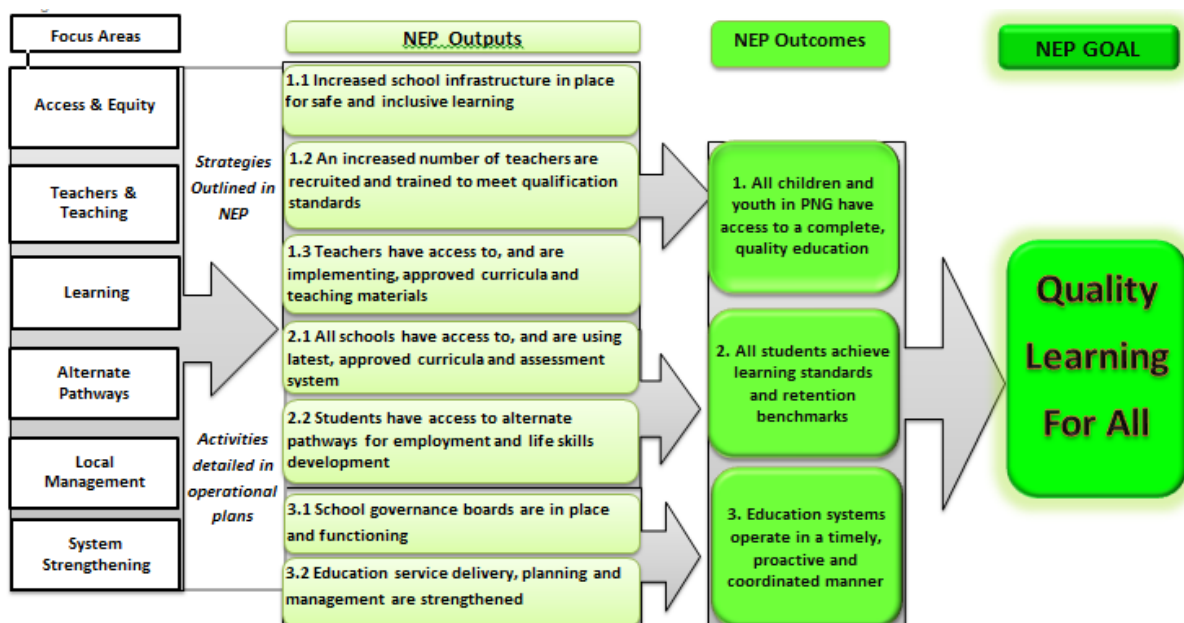 Focus Areas
Access & Equity
Teachers &
Teaching
Learning
Alternate
Pathways
Local
Management
System
Strengthening
Strategies
Outlined in
NEP
Activities
detailed in
operational
plans
NEP Outputs
1.1 Increased school infrastructure in place
for safe and inclusive learning
1.2 An increased number of teachers are
recruited and trained to meet qualification
standards
1.3 Teachers have access to, and are
implementing, approved curricula and
teaching materials
2.1 All schools have access to, and are using
latest, approved curricula and assessment
system
2.2 Students have access to alternate
pathways for employment and life skills
development
3.1 School governance boards are in place
and functioning
3.2 Education service delivery, planning and
management are strengthened
NEP Outcomes
1. All children and
youth in PNG have
access to a complete,
quality education
2. All students achieve
learning standards
and retention
benchmarks
3. Education systems
operate in a timely,
proactive and
coordinated manner
NEP GOAL
Quality
Learning
For All